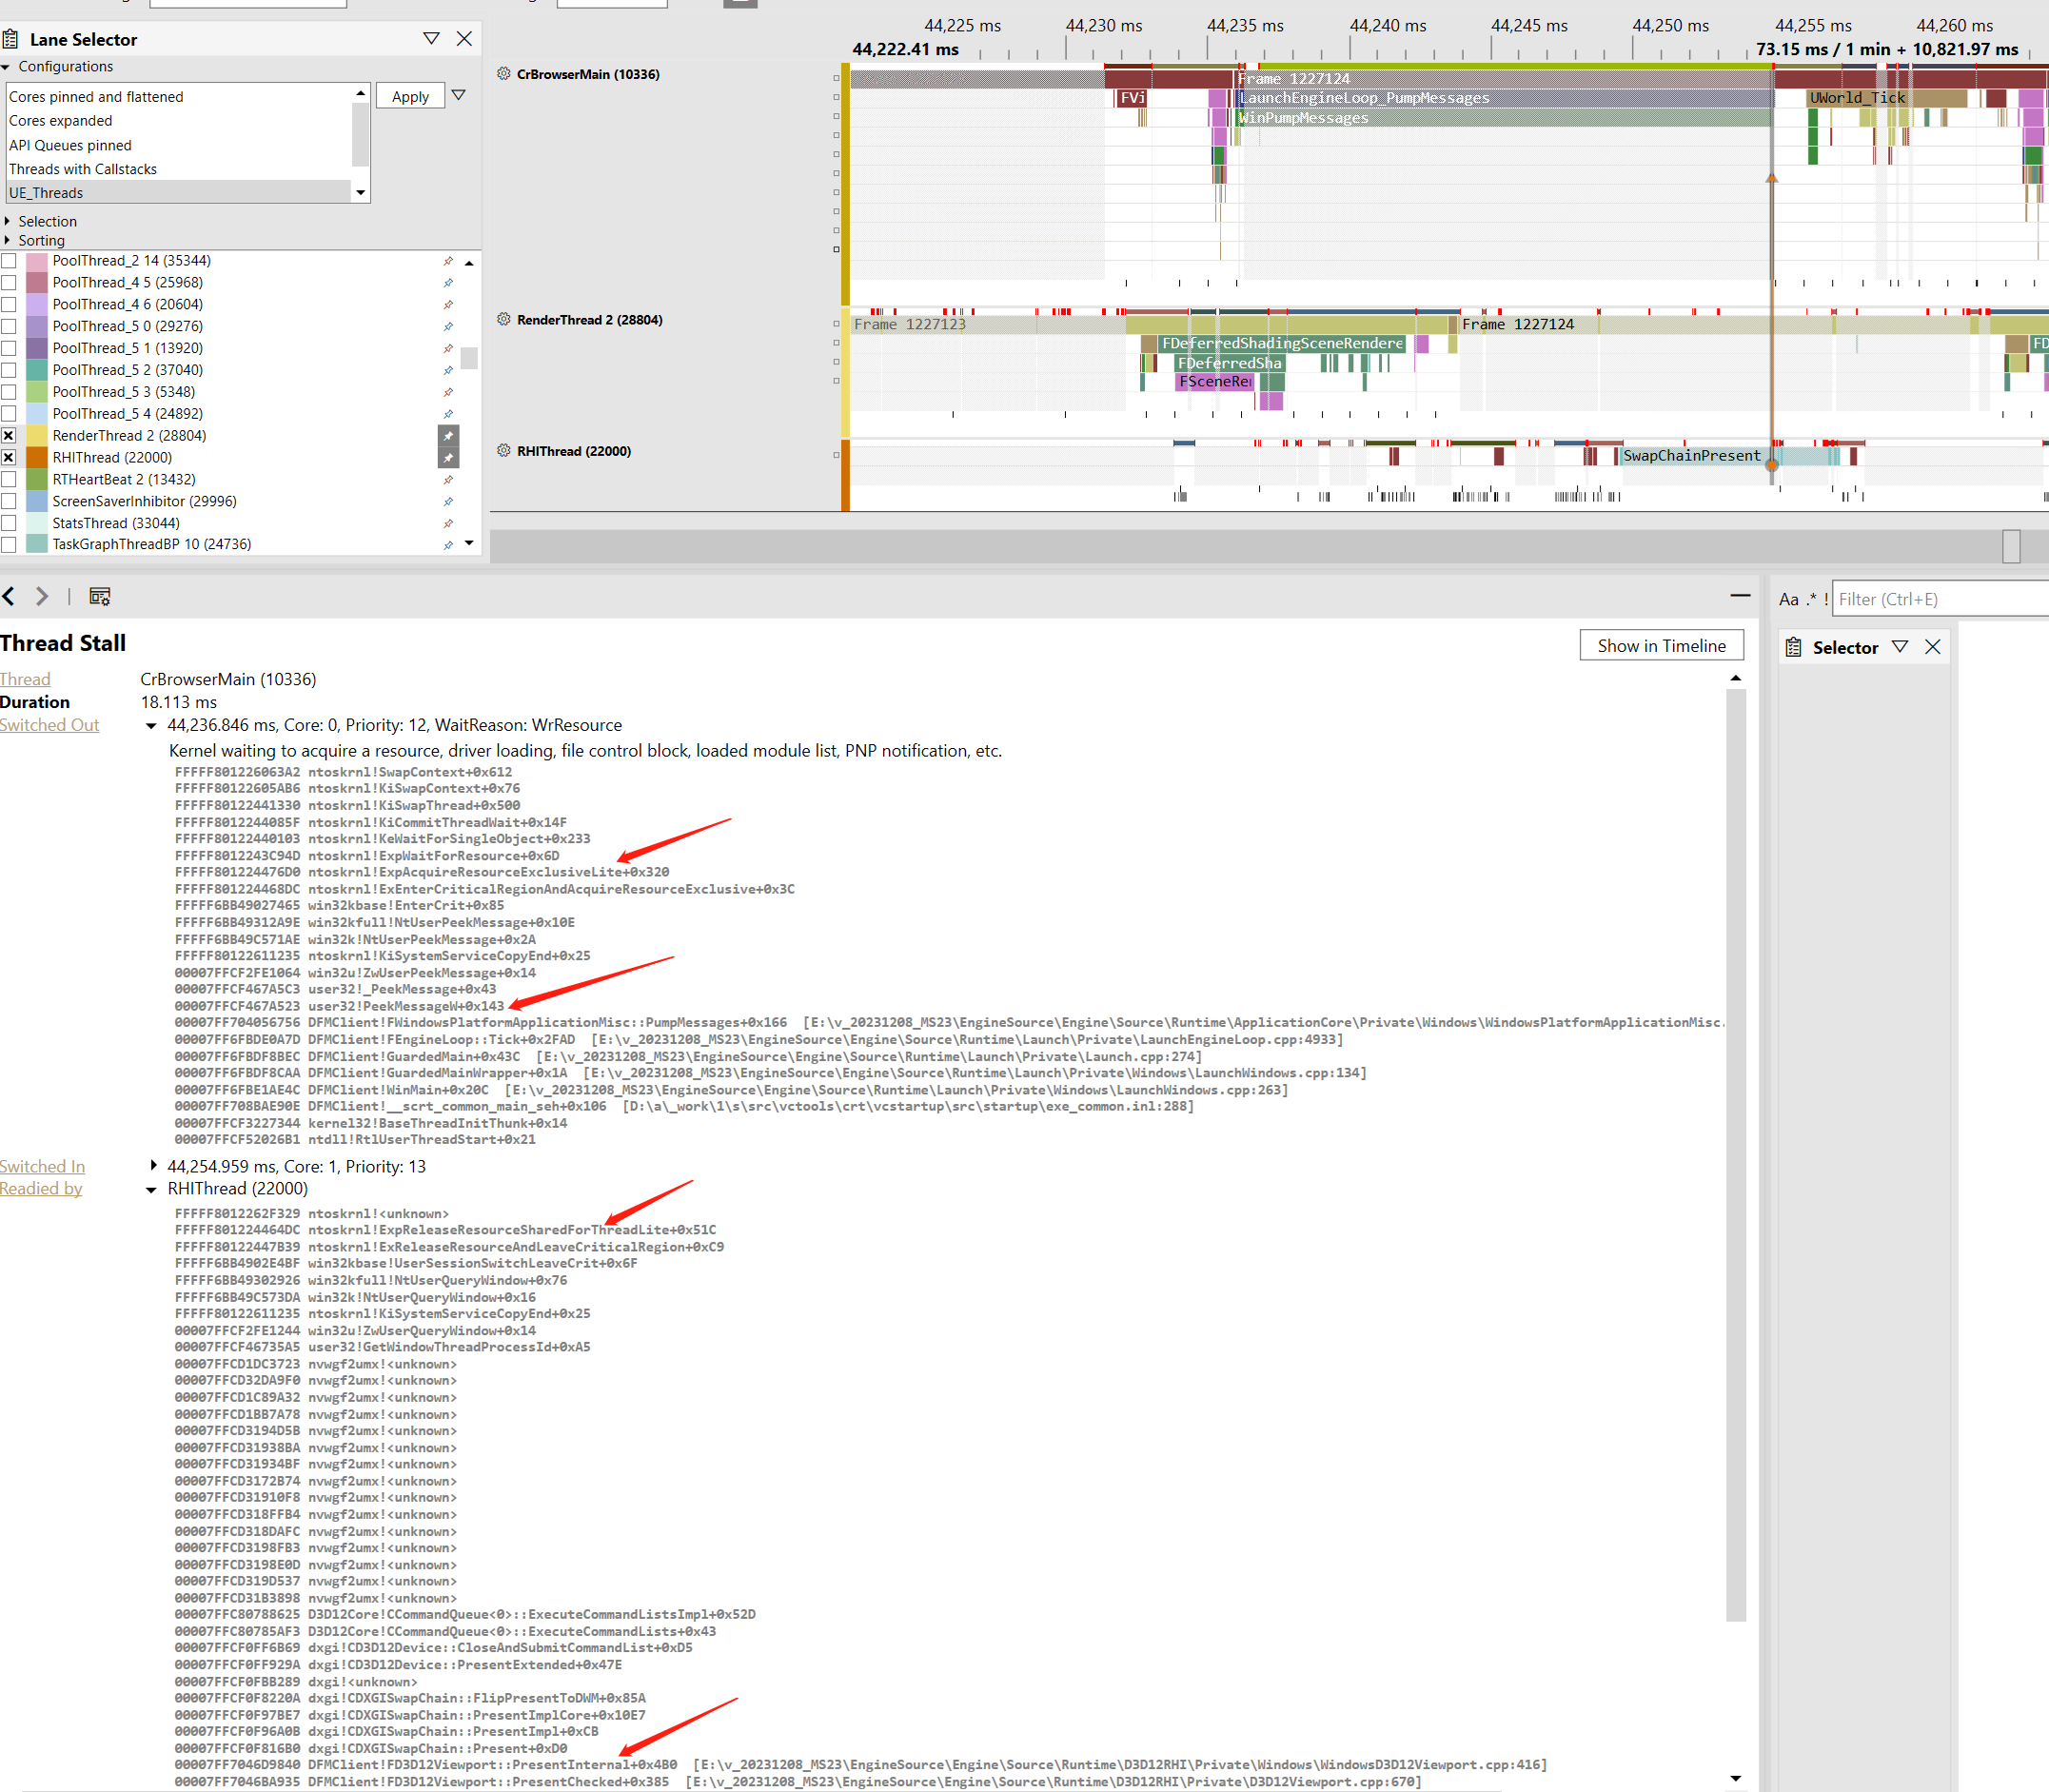 Lane Selector
Configurations
Cores pinned and flattened
Cores expanded
API Queues pinned
Threads with Callstacks
UE_Threads
Apply
Selection
Sorting
PoolThread_2 14 (35344)
PoolThread_4 5 (25968)
PoolThread_4 6 (20604)
PoolThread_5 0 (29276)
PoolThread_5 1 (13920)
PoolThread_5 2 (37040)
PoolThread_5 3 (5348)
PoolThread_5 4 (24892)
RenderThread 2 (28804)
RHIThread (22000)
RTHeartBeat 2 (13432)
ScreenSaverInhibitor (29996)
StatsThread (33044)
TaskGraphThreadBP 10 (24736)
44,225 ms 44,230 ms 44,235 ms 44,240 ms 44,245 ms 44,250 ms 44,255 ms 44,260 ms
44,222.41 ms 73.15 ms / 1 min + 10,821.97 ms
CrBrowserMain (10336)
Frame 1227124
FVi LaunchEngineLoop_PumpMessages UWorld_Tick
WinPumpMessages
RenderThread 2 (28804)
Frame 1227123 Frame 1227124
FDeferredShadingSceneRendere FD
FDeferredSha
FSceneRe
RHIThread (22000)
SwapChainPresent
Aa .* ! Filter (Ctrl+E)
Selector
Thread Stall
Show in Timeline
Thread CrBrowserMain (10336)
Duration 18.113 ms
Switched Out 44,236.846 ms, Core: 0, Priority: 12, WaitReason: WrResource
Kernel waiting to acquire a resource, driver loading, file control block, loaded module list, PNP notification, etc.
FFFFF801226063A2 ntoskrnl!SwapContext+0x612
FFFFF80122605AB6 ntoskrnl!KiSwapContext+0x76
FFFFF80122441330 ntoskrnl!KiSwapThread+0x500
FFFFF8012244085F ntoskrnl!KiCommitThreadWait+0x14F
FFFFF80122440103 ntoskrnl!KeWaitForSingleObject+0x233
FFFFF8012243C94D ntoskrnl!ExpWaitForResource+0x6D
FFFFF801224476D0 ntoskrnl!ExpAcquireResourceExclusiveLite+0x320
FFFFF801224468DC ntoskrnl!ExEnterCriticalRegionAndAcquireResourceExclusive+0x3C
FFFFF6BB49027465 win32kbase!EnterCrit+0x85
FFFFF6BB49312A9E win32kfull!NtUserPeekMessage+0x10E
FFFFF6BB49C571AE win32k!NtUserPeekMessage+0x2A
FFFFF80122611235 ntoskrnl!KiSystemServiceCopyEnd+0x25
00007FFCF2FE1064 win32u!ZwUserPeekMessage+0x14
00007FFCF467A5C3 user32!_PeekMessage+0x43
00007FFCF467A523 user32!PeekMessageW+0x143
00007FF704056756 DFMClient!FWindowsPlatformApplicationMisc::PumpMessages+0x166 [E:\v_20231208_MS23\EngineSource\Engine\Source\Runtime\ApplicationCore\Private\Windows\WindowsPlatformApplicationMisc.
00007FF6FBDE0A7D DFMClient!FEngineLoop::Tick+0x2FAD [E:\v_20231208_MS23\EngineSource\Engine\Source\Runtime\Launch\Private\LaunchEngineLoop.cpp:4933]
00007FF6FBDF8BEC DFMClient!GuardedMain+0x43C [E:\v_20231208_MS23\EngineSource\Engine\Source\Runtime\Launch\Private\Launch.cpp:274]
00007FF6FBDF8CAA DFMClient!GuardedMainWrapper+0x1A [E:\v_20231208_MS23\EngineSource\Engine\Source\Runtime\Launch\Private\Windows\LaunchWindows.cpp:134]
00007FF6FBE1AE4C DFMClient!WinMain+0x20C [E:\v_20231208_MS23\EngineSource\Engine\Source\Runtime\Launch\Private\Windows\LaunchWindows.cpp:263]
00007FF708BAE90E DFMClient!__scrt_common_main_seh+0x106 [D:\a\_work\1\s\src\vctools\crt\vcstartup\src\startup\exe_common.inl:288]
00007FFCF3227344 kernel32!BaseThreadInitThunk+0x14
00007FFCF52026B1 ntdll!RtlUserThreadStart+0x21
Switched In 44,254.959 ms, Core: 1, Priority: 13
Readied by RHIThread (22000)
FFFFF8012262F329 ntoskrnl!<unknown>
FFFFF801224464DC ntoskrnl!ExpReleaseResourceSharedForThreadLite+0x51C
FFFFF80122447B39 ntoskrnl!ExReleaseResourceAndLeaveCriticalRegion+0xC9
FFFFF6BB4902E4BF win32kbase!UserSessionSwitchLeaveCrit+0x6F
FFFFF6BB49302926 win32kfull!NtUserQueryWindow+0x76
FFFFF6BB49C573DA win32k!NtUserQueryWindow+0x16
FFFFF80122611235 ntoskrnl!KiSystemServiceCopyEnd+0x25
00007FFCF2FE1244 win32u!ZwUserQueryWindow+0x14
00007FFCF46735A5 user32!GetWindowThreadProcessId+0xA5
00007FFCD1DC3723 nvwgf2umx!<unknown>
00007FFCD32DA9F0 nvwgf2umx!<unknown>
00007FFCD1C89A32 nvwgf2umx!<unknown>
00007FFCD1BB7A78 nvwgf2umx!<unknown>
00007FFCD3194D5B nvwgf2umx!<unknown>
00007FFCD31938BA nvwgf2umx!<unknown>
00007FFCD31934BF nvwgf2umx!<unknown>
00007FFCD3172B74 nvwgf2umx!<unknown>
00007FFCD31910F8 nvwgf2umx!<unknown>
00007FFCD318FFB4 nvwgf2umx!<unknown>
00007FFCD318DAFC nvwgf2umx!<unknown>
00007FFCD3198FB3 nvwgf2umx!<unknown>
00007FFCD3198E0D nvwgf2umx!<unknown>
00007FFCD319D537 nvwgf2umx!<unknown>
00007FFCD31B3898 nvwgf2umx!<unknown>
00007FFC80788625 D3D12Core!CCommandQueue<0>::ExecuteCommandListsImpl+0x52D
00007FFC80785AF3 D3D12Core!CCommandQueue<0>::ExecuteCommandLists+0x43
00007FFCF0FF6B69 dxgi!CD3D12Device::CloseAndSubmitCommandList+0xD5
00007FFCF0FF929A dxgi!CD3D12Device::PresentExtended+0x47E
00007FFCF0FBB289 dxgi!<unknown>
00007FFCF0F8220A dxgi!CDXGISwapChain::FlipPresentToDWM+0x85A
00007FFCF0F97BE7 dxgi!CDXGISwapChain::PresentImplCore+0x10E7
00007FFCF0F96A0B dxgi!CDXGISwapChain::PresentImpl+0xCB
00007FFCF0F816B0 dxgi!CDXGISwapChain::Present+0xD0
00007FF7046D9840 DFMClient!FD3D12Viewport::PresentInternal+0x4B0 [E:\v_20231208_MS23\EngineSource\Engine\Source\Runtime\D3D12RHI\Private\Windows\WindowsD3D12Viewport.cpp:416]
00007FF7046BA935 DFMClient!FD3D12Viewport::PresentChecked+0x385 [E:\v_20231208_MS23\EngineSource\Engine\Source\Runtime\D3D12RHI\Private\D3D12Viewport.cpp:670]